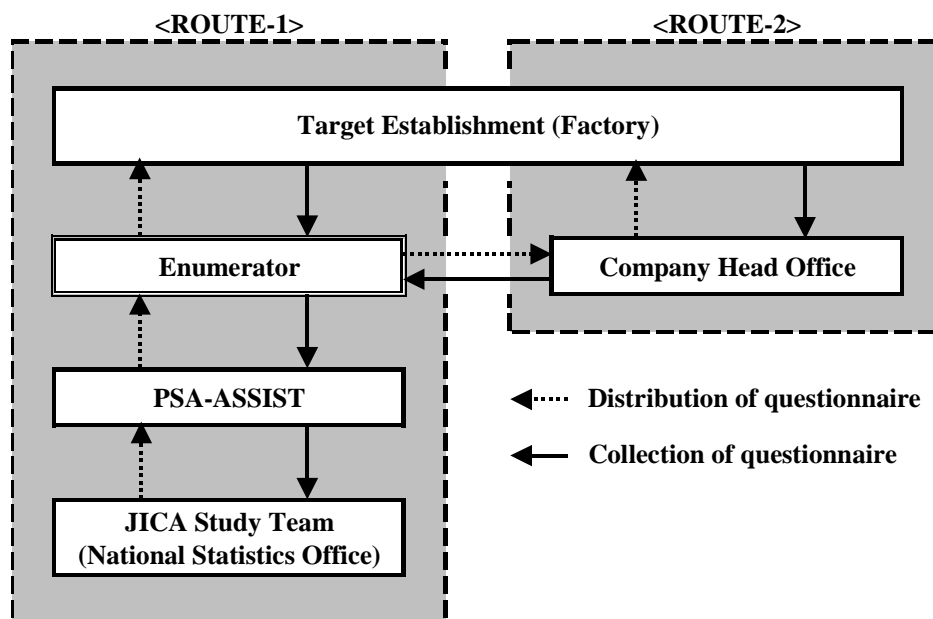 <ROUTE-1>
<ROUTE-2>
Target Establishment (Factory)
Enumerator
Company Head Office
PSA-ASSIST
Distribution of questionnaire
Collection of questionnaire
JICA Study Team
(National Statistics Office)